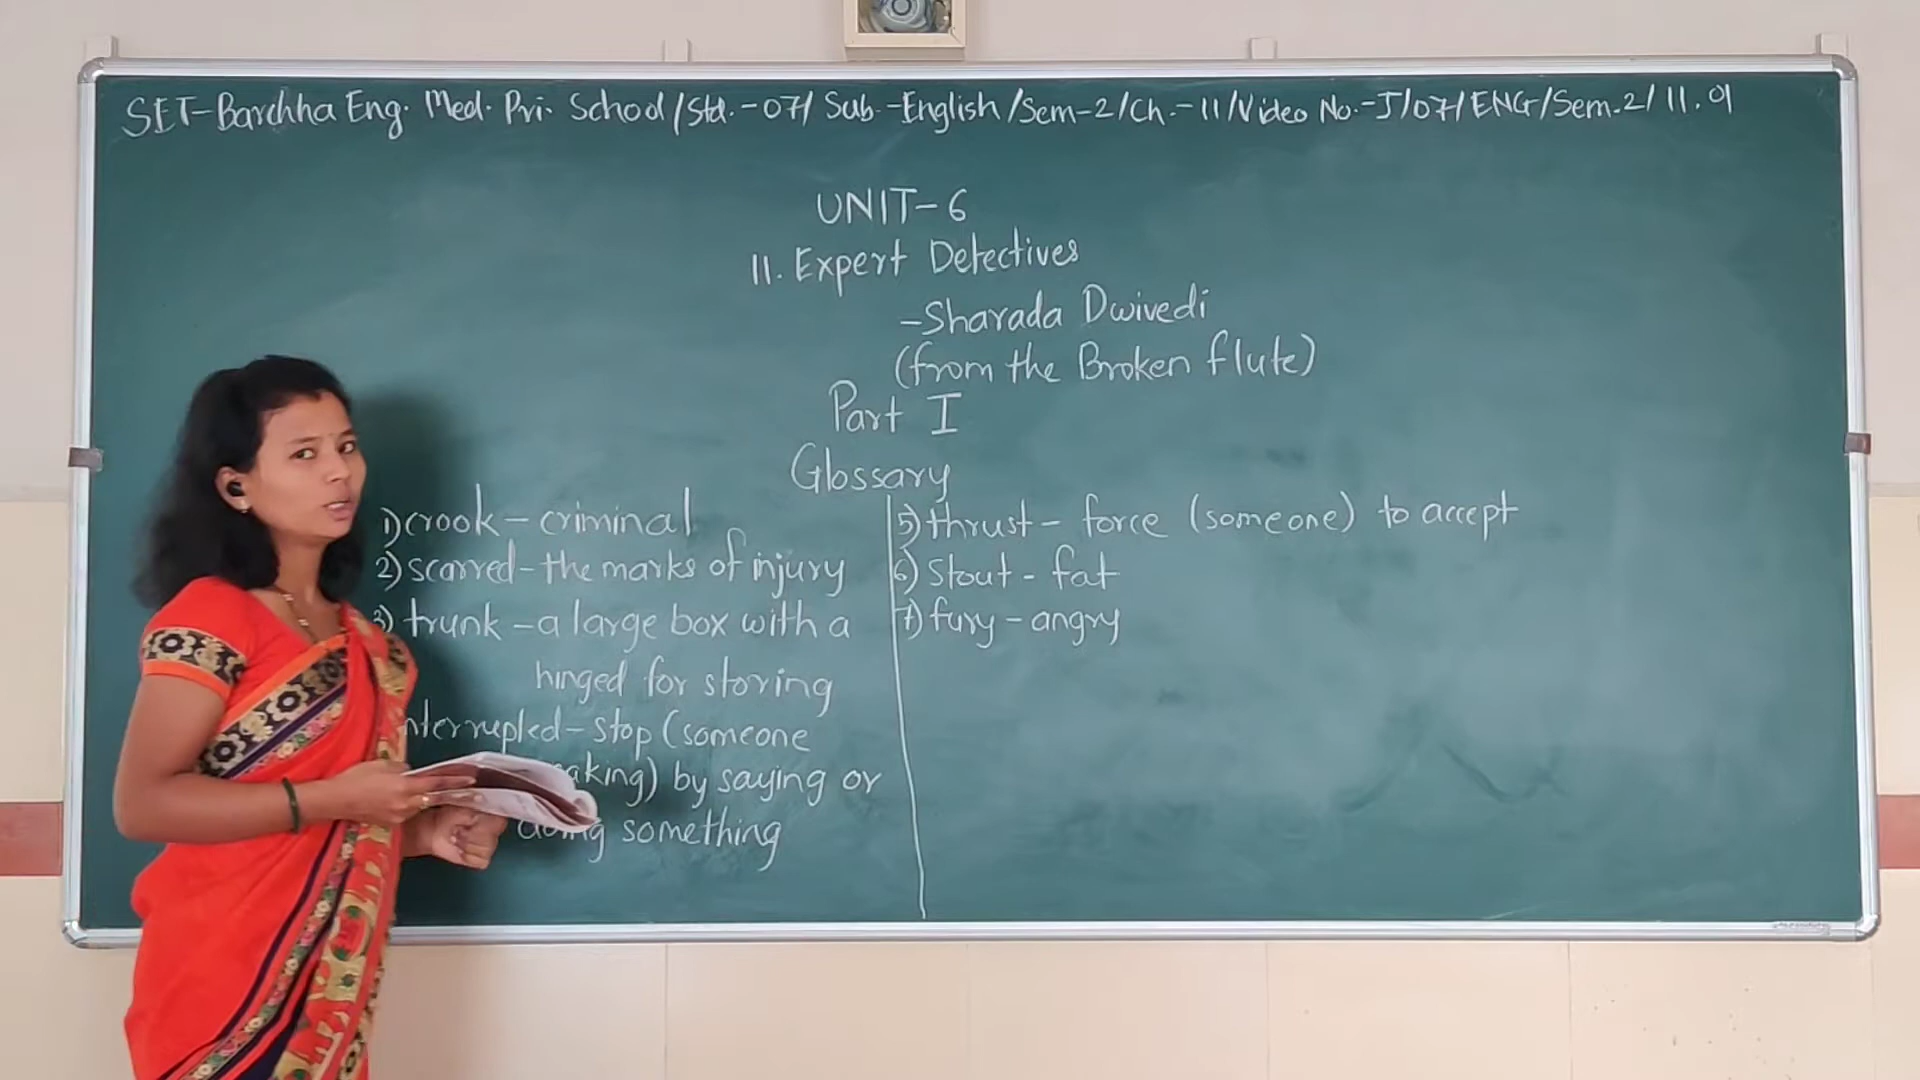 SET-Barchha Eng. Med. Pri. School/Std.-07/ Sub.-English/Sem-2/Ch.-11/Video No.-J/07/ENG/Sem.2/11.01
UNIT-6
11. Expert Detectives
-Sharada Dwivedi
(from the Broken flute)
Part I
Glossary
1) crook - criminal
2) scarred - the marks of injury
3) trunk - a large box with a
hinged for storing
nterrupted - stop (someone
aking) by saying or
doing something
5) thrust - force (someone) to accept
6) Stout - fat
7) fury - angry